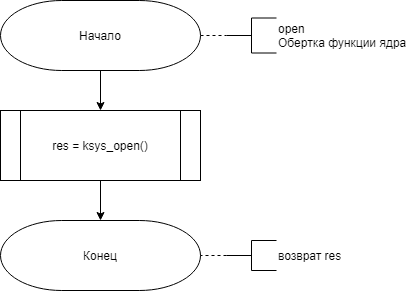 Начало
open
Обертка функции ядра
res = ksys_open()
Конец
возврат res